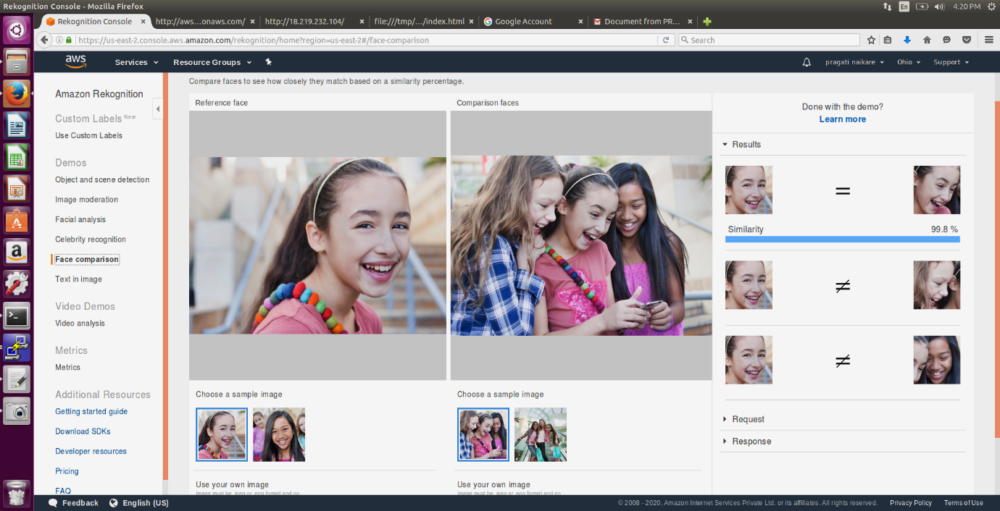 Rekognition Console - Mozilla Firefox
En
4:20 PM
Rekognition Console
http://aws...onaws.com/
http://18.219.232.104/
file:///tmp/.../index.html
Google Account
Document from PR...
https://us-east-2.console.aws.amazon.com/rekognition/home?region=us-east-2#/face-comparison
Search
aws
Services
Resource Groups
pragati naikare
Ohio
Support
Amazon Rekognition
Custom Labels New
Use Custom Labels
Demos
Object and scene detection
Image moderation
Facial analysis
Celebrity recognition
Face comparison
Text in image
Video Demos
Video analysis
Metrics
Metrics
Additional Resources
Getting started guide
Download SDKs
Developer resources
Pricing
FAQ
Compare faces to see how closely they match based on a similarity percentage.
Reference face
Comparison faces
Choose a sample image
Choose a sample image
Use your own image
Image must be .jpeg or .png format and no
Use your own image
Image must be .jpeg or .png format and no
Done with the demo?
Learn more
Results
=
Similarity 99.8 %
≠
≠
Request
Response
Feedback
English (US)
© 2008 - 2020, Amazon Internet Services Private Ltd. or its affiliates. All rights reserved.
Privacy Policy
Terms of Use